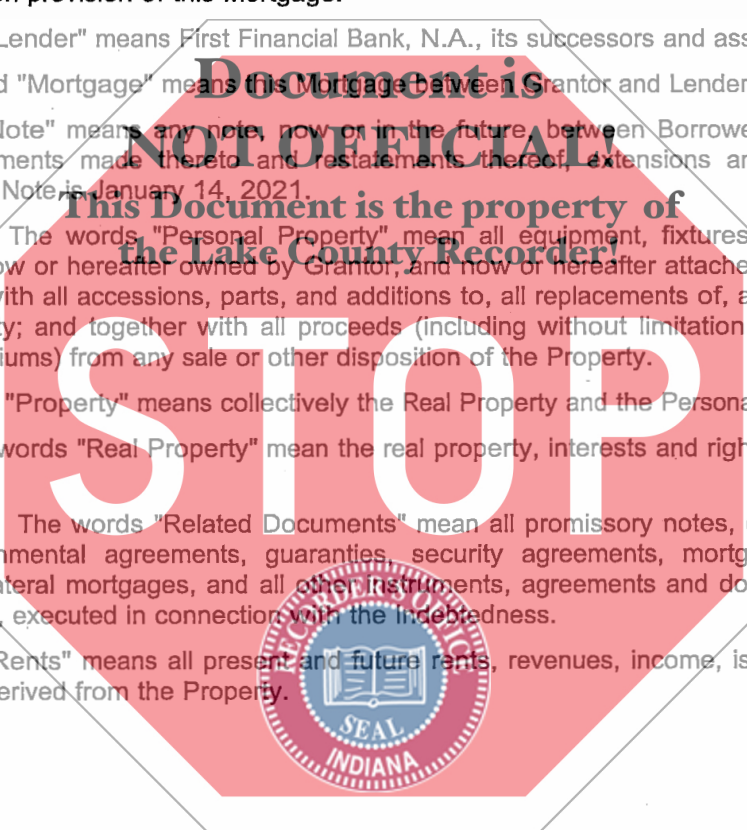 on provision of this Mortgage.
Lender" means First Financial Bank, N.A., its successors and ass
d "Mortgage" means this Mortgage between Grantor and Lender
Document is
Note" means any note, now or in the future, between Borrowe
NOT OFFICIAL!
ments made thereto and restatements thereof, extensions an
Note is January 14, 2021.
This Document is the property of
The words "Personal Property" mean all equipment, fixtures
the Lake County Recorder!
ow or hereafter owned by Grantor, and now or hereafter attache
with all accessions, parts, and additions to, all replacements of, a
ty; and together with all proceeds (including without limitation
iums) from any sale or other disposition of the Property.
STOP
"Property" means collectively the Real Property and the Persona
words "Real Property" mean the real property, interests and righ
The words "Related Documents" mean all promissory notes,
nmental agreements, guaranties, security agreements, mortg
ateral mortgages, and all other instruments, agreements and do
, executed in connection with the Indebtedness.
RECORDER'S OFFICE
Rents" means all present and future rents, revenues, income, is
erived from the Property.
SEAL
INDIANA